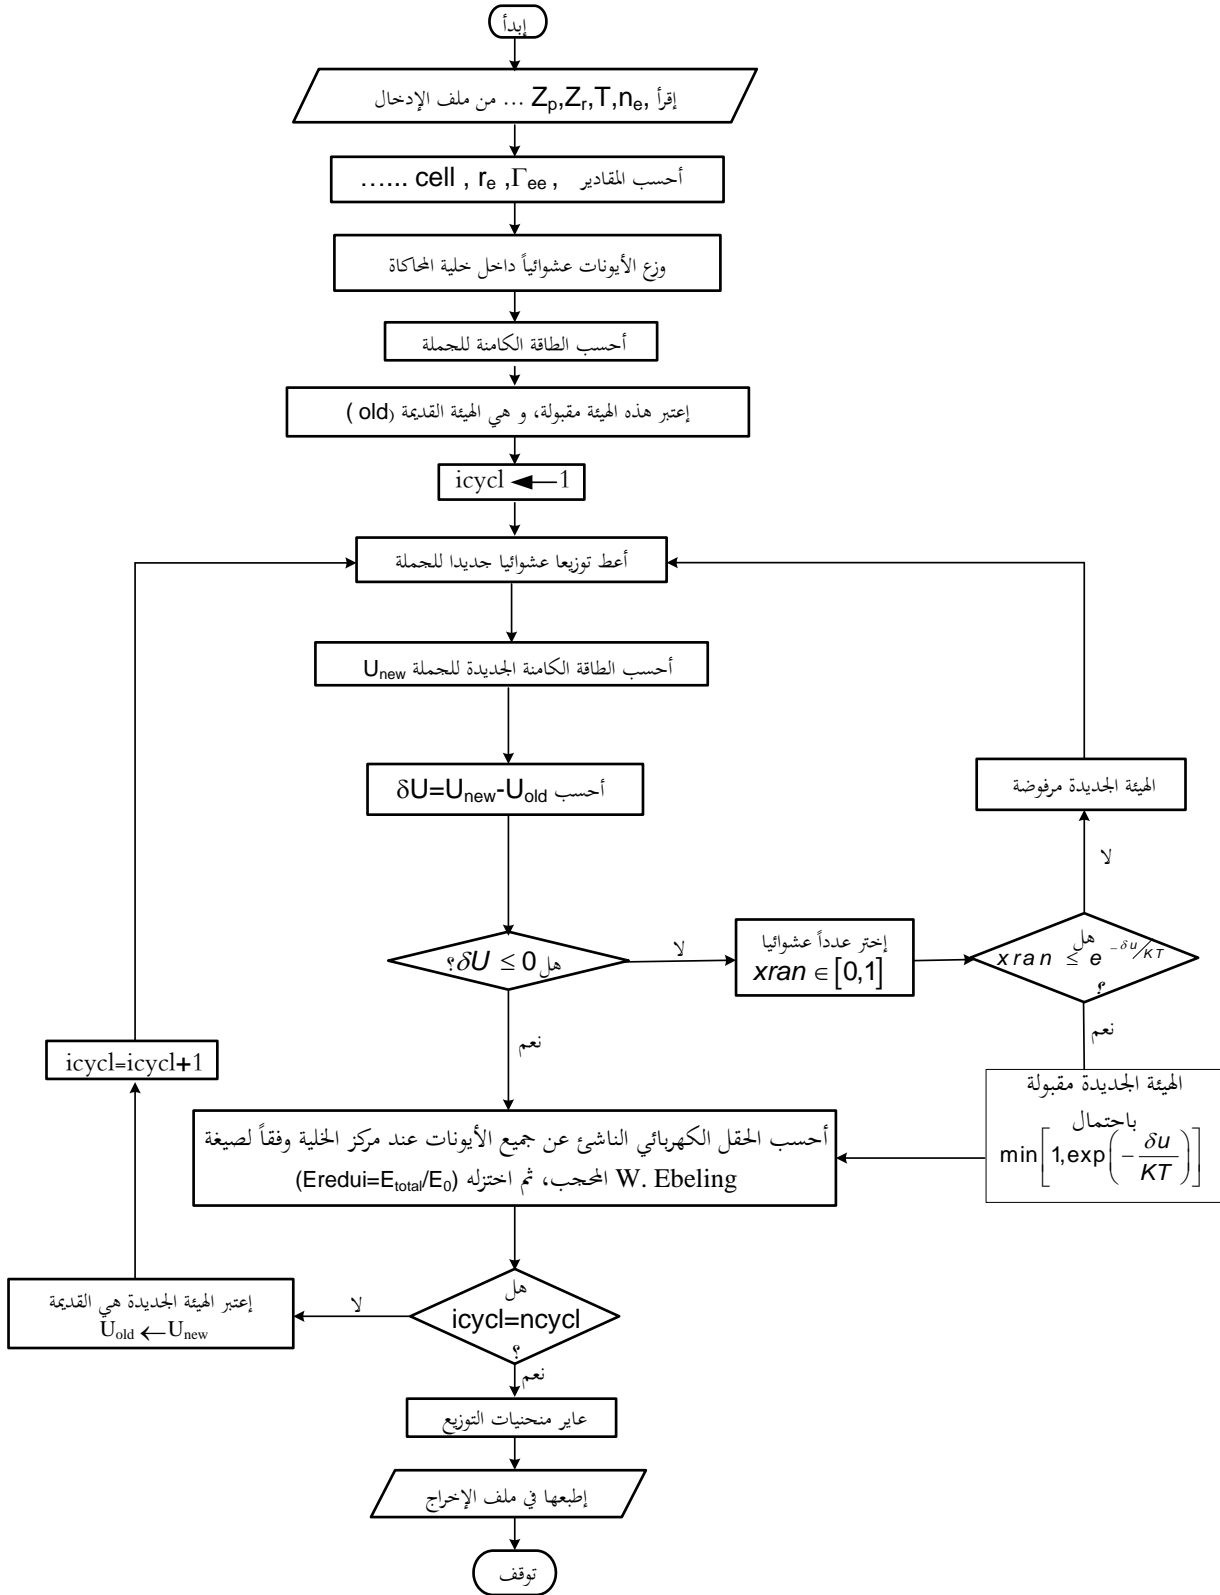 إبدأ
إقرأ Zp,Zr,T,ne, ... من ملف الإدخال
أحسب المقادير , cell , re ,Γee ......
وزع الأيونات عشوائياً داخل خلية المحاكاة
أحسب الطاقة الكامنة للجملة
إعتبر هذه الهيئة مقبولة، و هي الهيئة القديمة (old )
icycl ◄— 1
أعط توزيعا عشوائيا جديدا للجملة
أحسب الطاقة الكامنة الجديدة للجملة Unew
أحسب δU=Unew-Uold
الهيئة الجديدة مرفوضة
لا
هل δU ≤ 0؟
لا
إختر عدداً عشوائيا
xran ∈ [0,1]
هل
xran ≤ e^(-δu/KT)
؟
نعم
نعم
icycl=icycl+1
الهيئة الجديدة مقبولة
باحتمال
min[1,exp(-δu/KT)]
أحسب الحقل الكهربائي الناشئ عن جميع الأيونات عند مركز الخلية وفقاً لصيغة
W. Ebeling المحجب، ثم اختزله (Eredui=Etotal/E0)
هل
icycl=ncycl
؟
لا
إعتبر الهيئة الجديدة هي القديمة
Uold ← Unew
نعم
عاير منحنيات التوزيع
إطبعها في ملف الإخراج
توقف